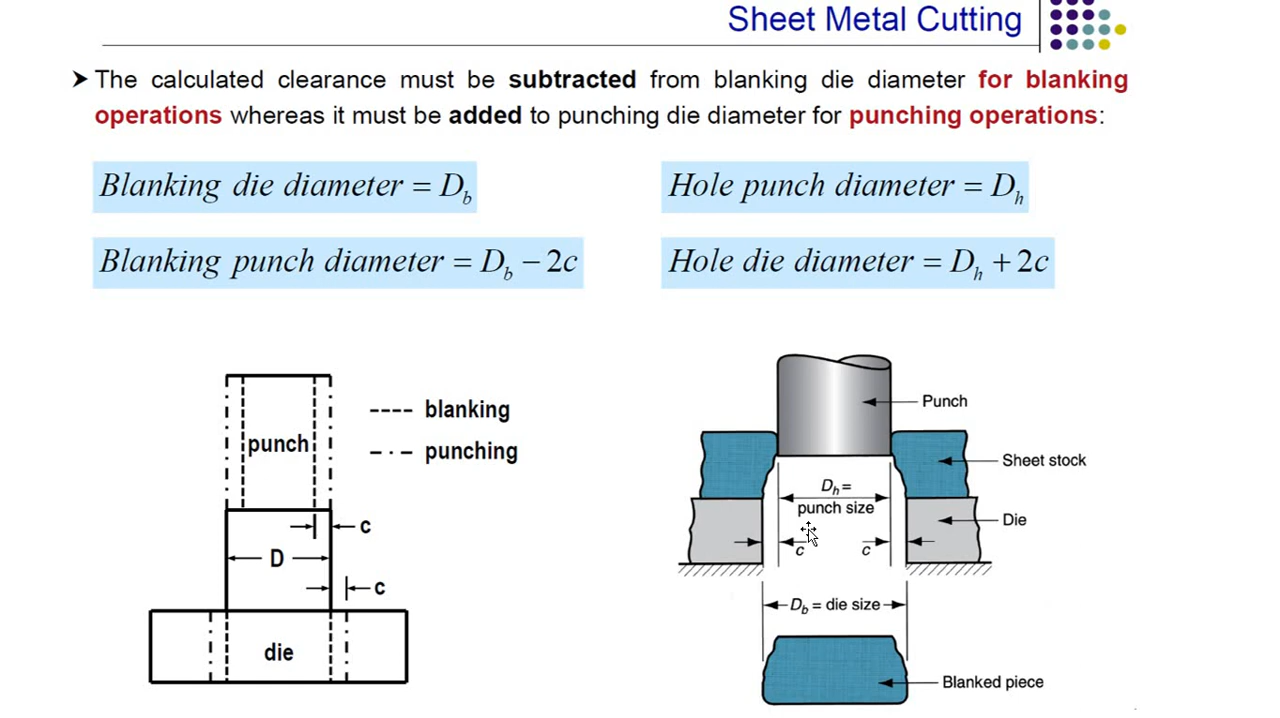 Sheet Metal Cutting
➤ The calculated clearance must be subtracted from blanking die diameter for blanking
operations whereas it must be added to punching die diameter for punching operations:
Blanking die diameter = D_b
Hole punch diameter = D_h
Blanking punch diameter = D_b − 2c
Hole die diameter = D_h + 2c
punch
---- blanking
-·- punching
c
D
c
die
Punch
Sheet stock
D_h =
punch size
Die
c
c
D_b = die size
Blanked piece